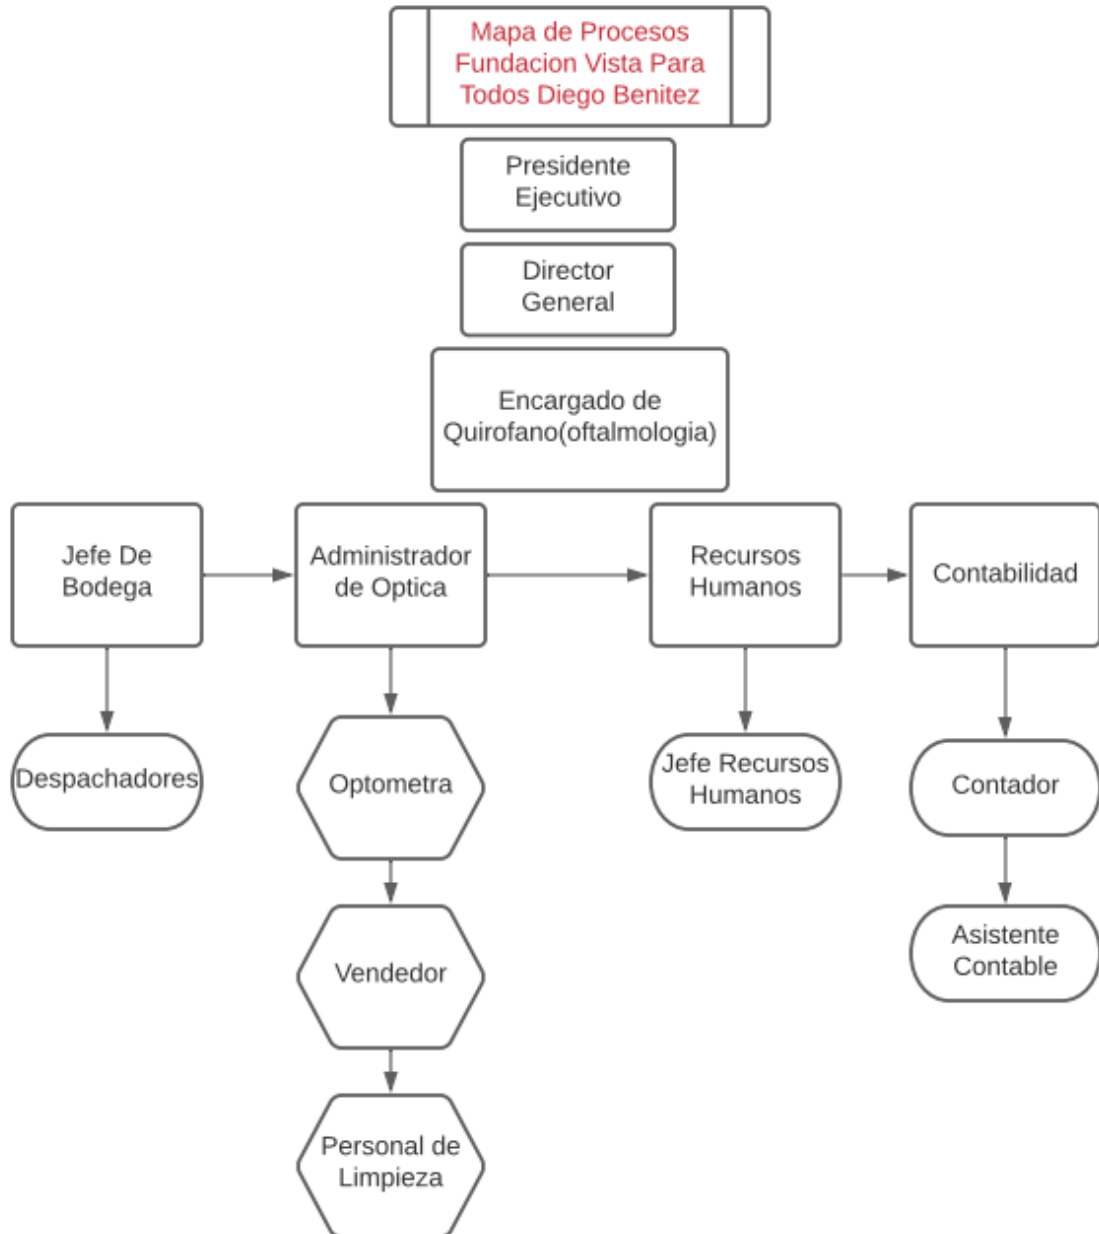 Mapa de Procesos
Fundacion Vista Para
Todos Diego Benitez
Presidente
Ejecutivo
Director
General
Encargado de
Quirofano(oftalmologia)
Jefe De
Bodega
Administrador
de Optica
Recursos
Humanos
Contabilidad
Despachadores
Optometra
Jefe Recursos
Humanos
Contador
Vendedor
Asistente
Contable
Personal de
Limpieza